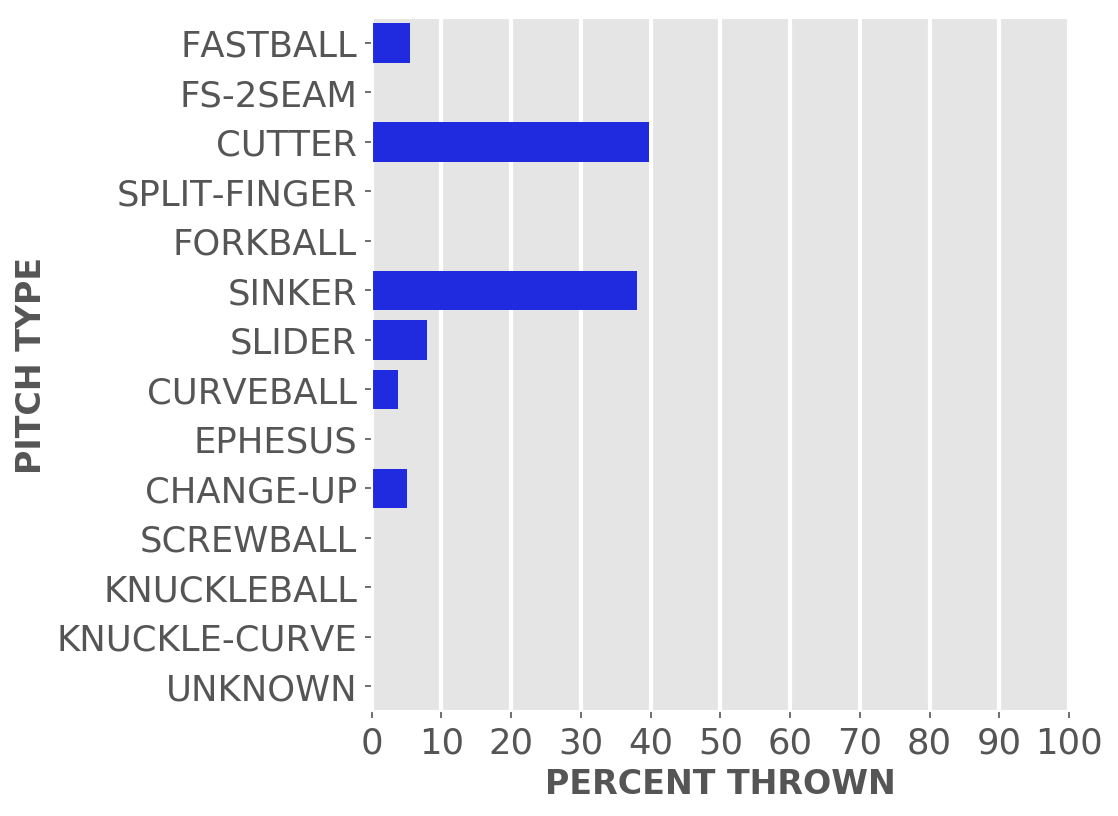 FASTBALL
FS-2SEAM
CUTTER
SPLIT-FINGER
FORKBALL
SINKER
SLIDER
CURVEBALL
EPHESUS
CHANGE-UP
SCREWBALL
KNUCKLEBALL
KNUCKLE-CURVE
UNKNOWN
PITCH TYPE
0 10 20 30 40 50 60 70 80 90 100
PERCENT THROWN